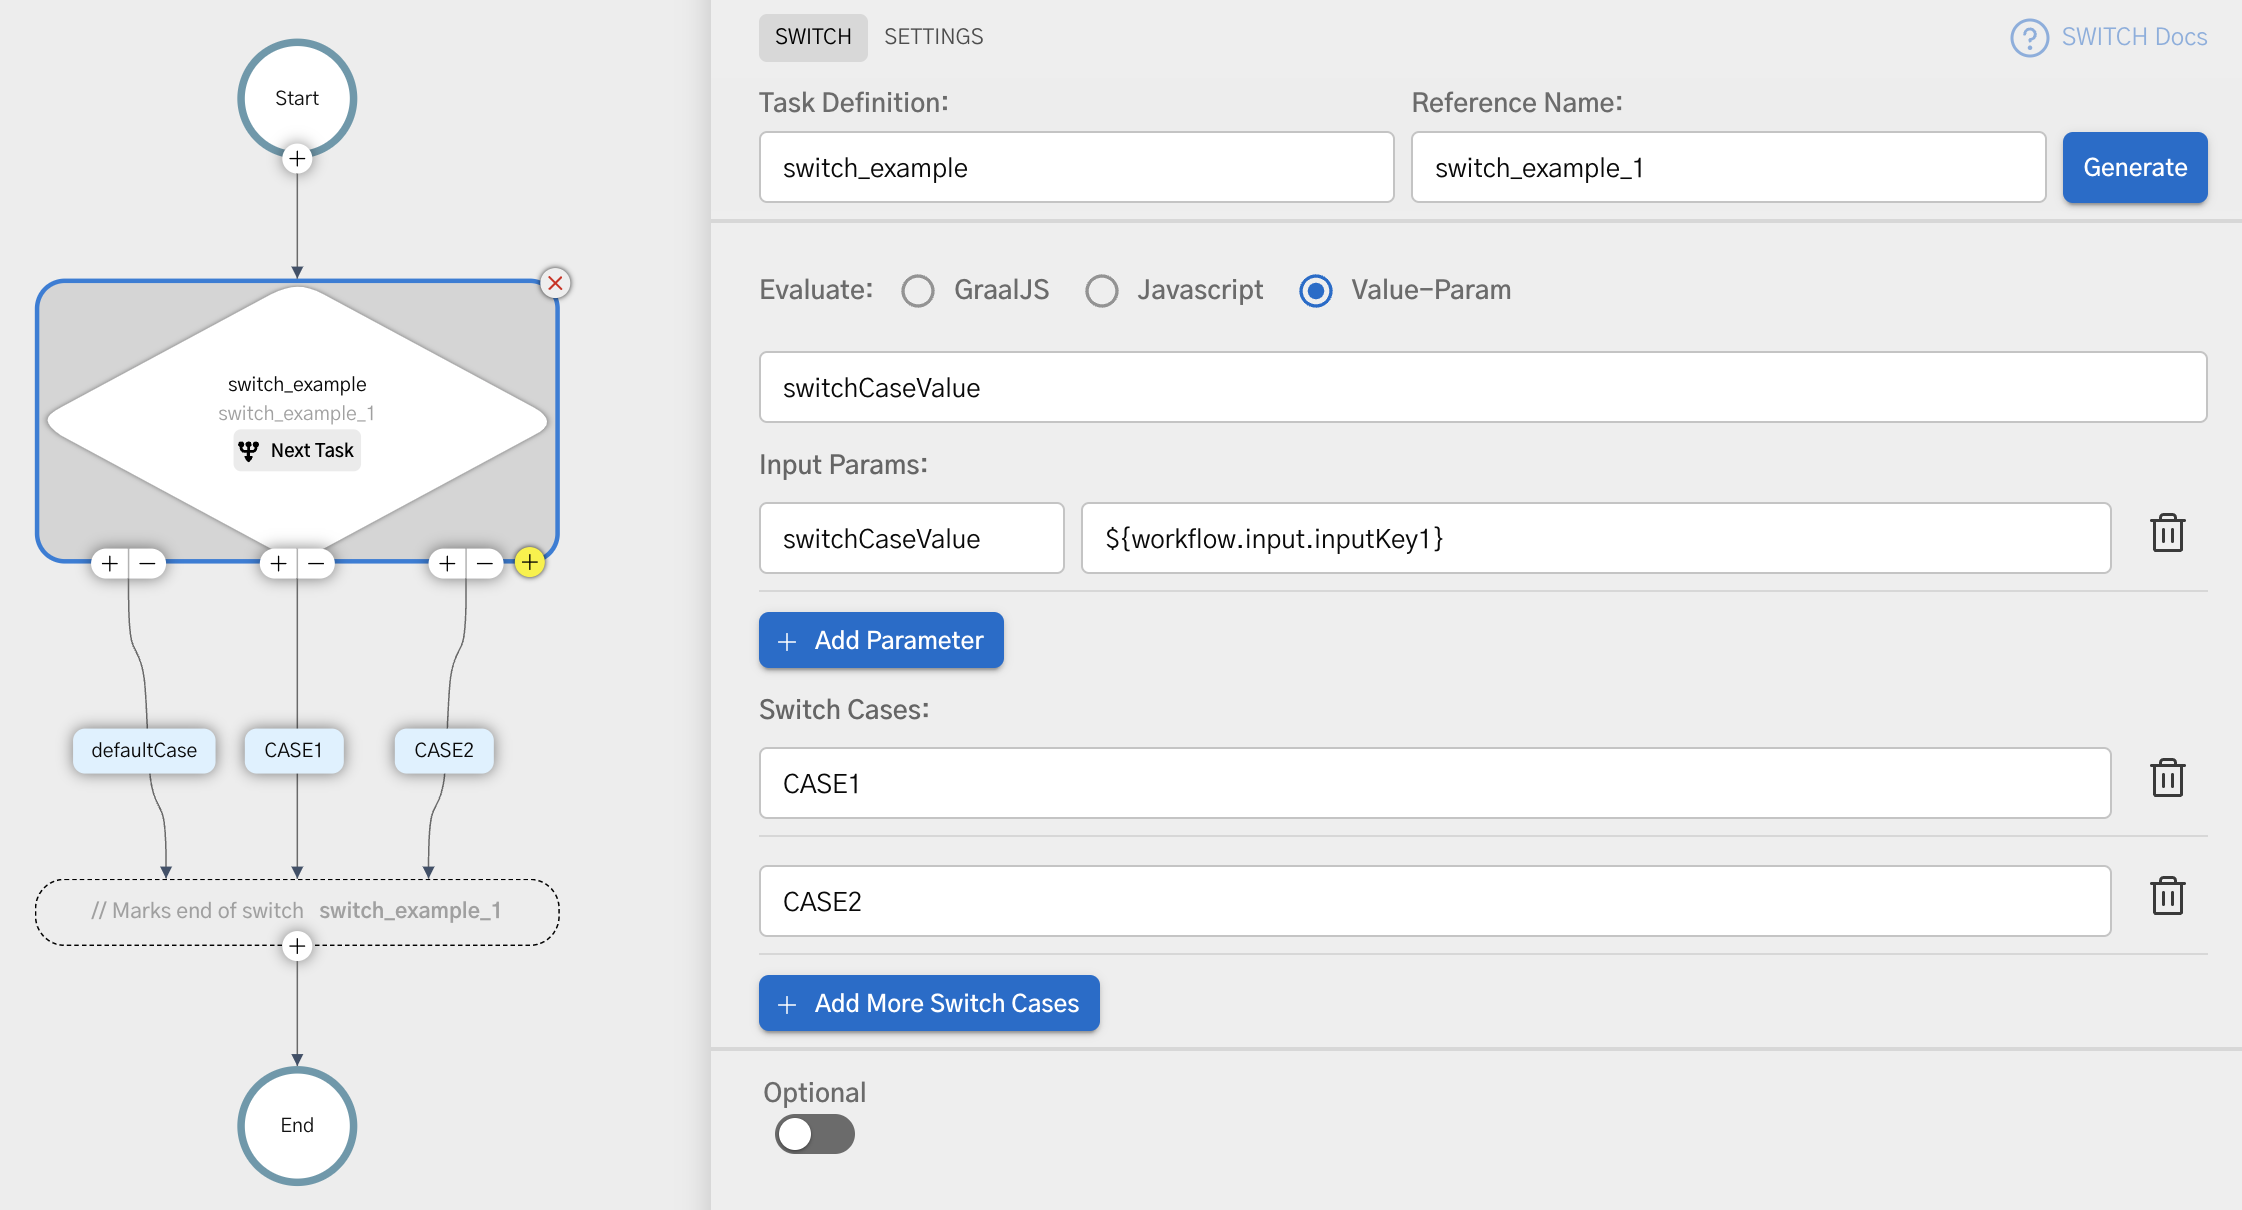 Start
switch_example
switch_example_1
Next Task
defaultCase
CASE1
CASE2
// Marks end of switch switch_example_1
End
SWITCH
SETTINGS
SWITCH Docs
Task Definition:
Reference Name:
switch_example
switch_example_1
Generate
Evaluate:
GraalJS
Javascript
Value-Param
switchCaseValue
Input Params:
switchCaseValue
${workflow.input.inputKey1}
Add Parameter
Switch Cases:
CASE1
CASE2
Add More Switch Cases
Optional